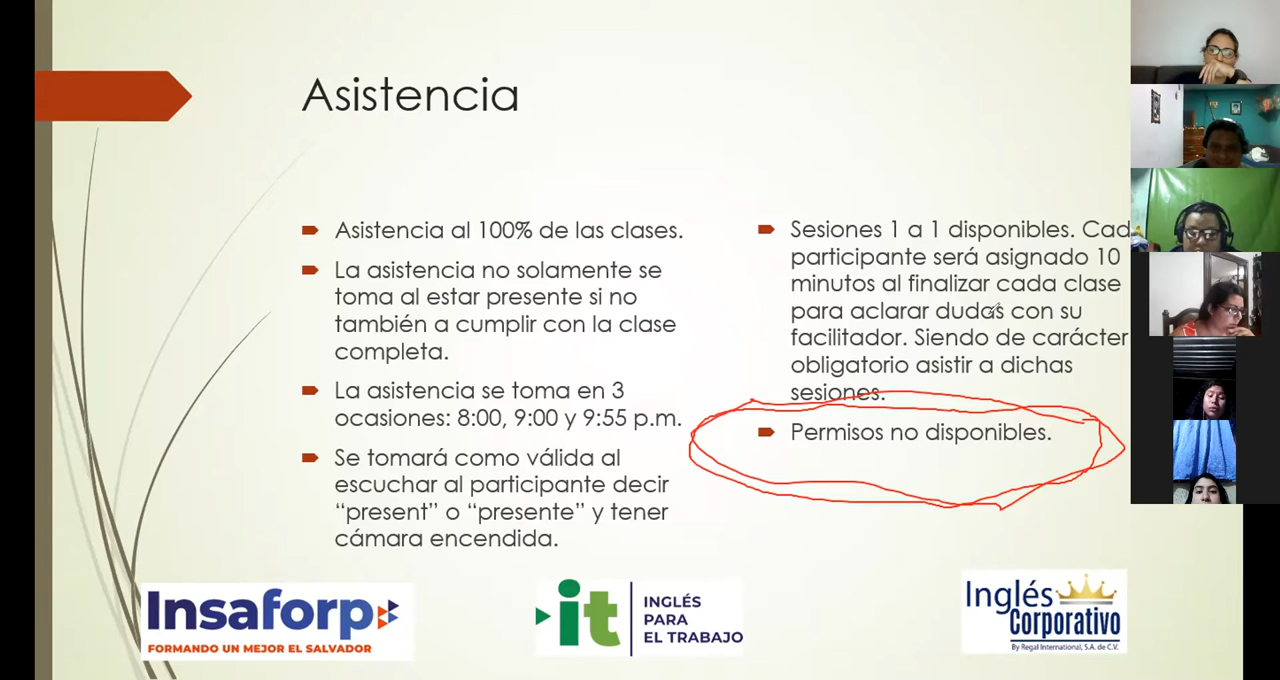 Asistencia
Asistencia al 100% de las clases.
La asistencia no solamente se
toma al estar presente si no
también a cumplir con la clase
completa.
La asistencia se toma en 3
ocasiones: 8:00, 9:00 y 9:55 p.m.
Se tomará como válida al
escuchar al participante decir
“present” o “presente” y tener
cámara encendida.
Sesiones 1 a 1 disponibles. Cad
participante será asignado 10
minutos al finalizar cada clase
para aclarar dudas con su
facilitador. Siendo de carácter
obligatorio asistir a dichas
sesiones.
Permisos no disponibles.
Insaforp
FORMANDO UN MEJOR EL SALVADOR
it
INGLÉS
PARA
EL TRABAJO
Inglés
Corporativo
By Regal International, S.A. de C.V.